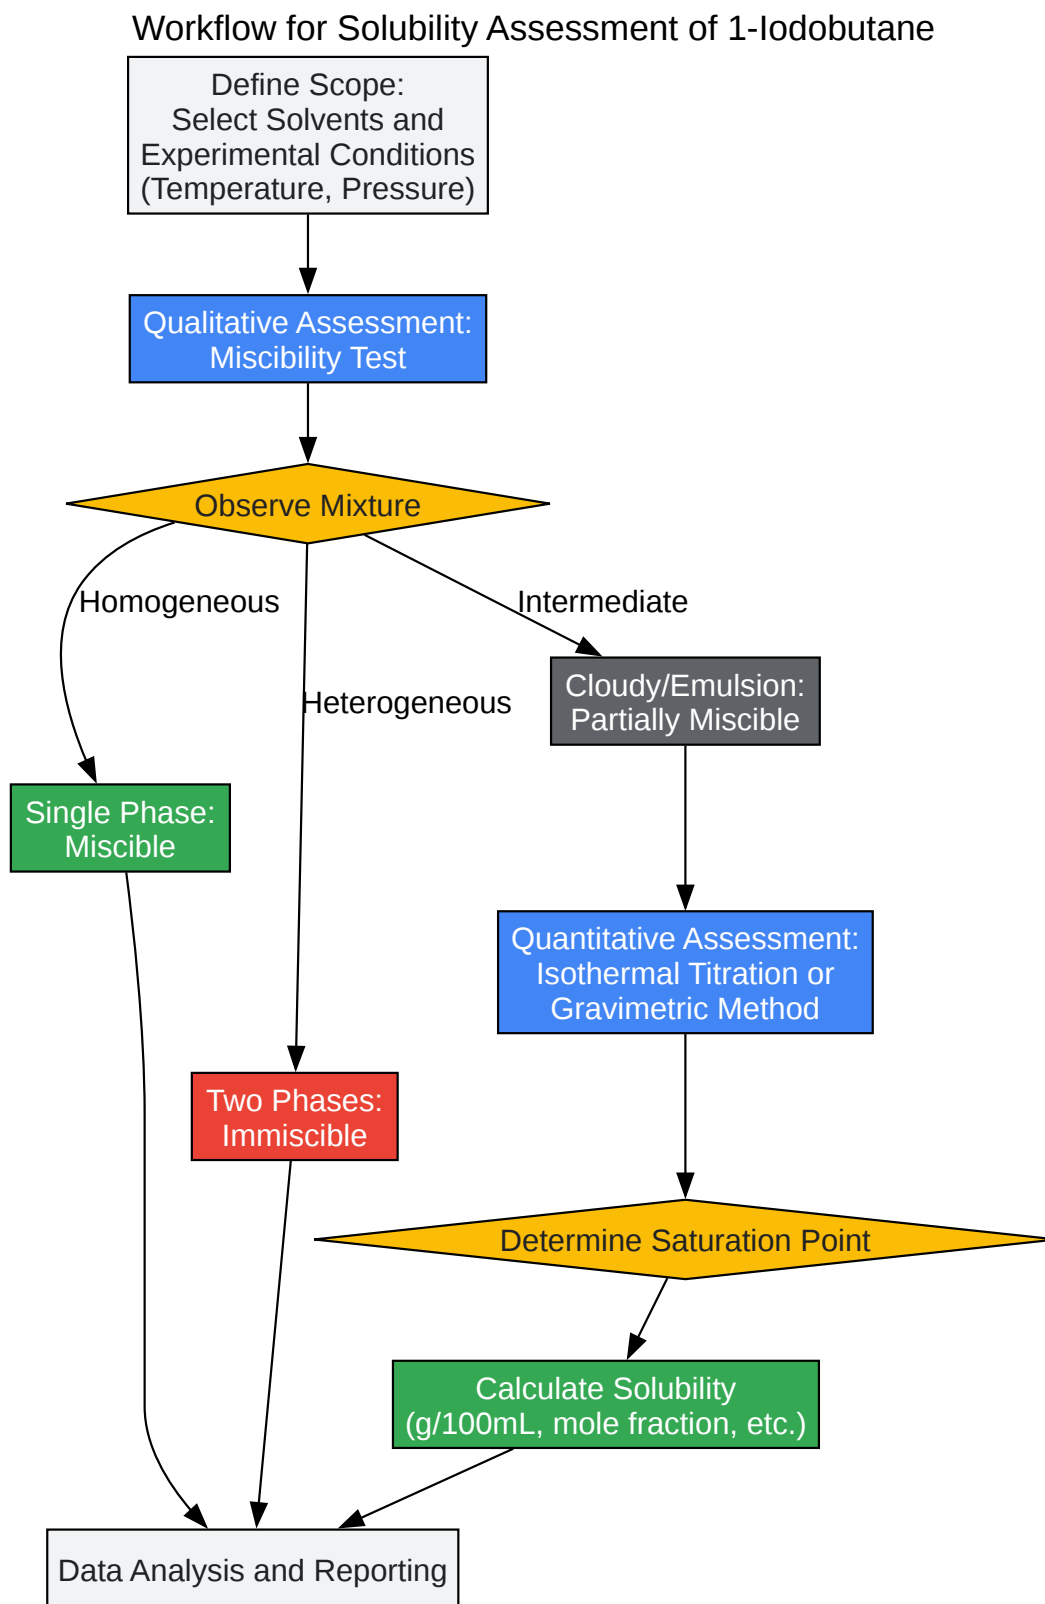 Workflow for Solubility Assessment of 1-Iodobutane
Define Scope:
Select Solvents and
Experimental Conditions
(Temperature, Pressure)
Qualitative Assessment:
Miscibility Test
Observe Mixture
Homogeneous
Intermediate
Heterogeneous
Cloudy/Emulsion:
Partially Miscible
Single Phase:
Miscible
Quantitative Assessment:
Isothermal Titration or
Gravimetric Method
Two Phases:
Immiscible
Determine Saturation Point
Calculate Solubility
(g/100mL, mole fraction, etc.)
Data Analysis and Reporting